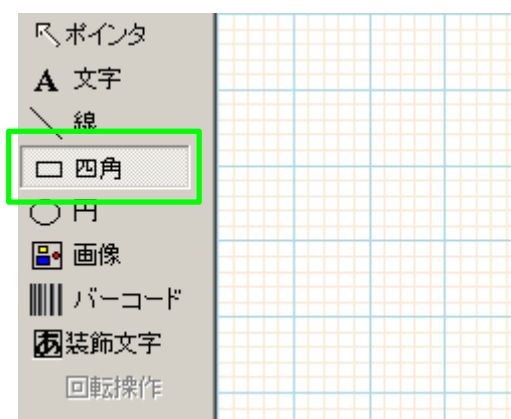 ポインタ
A 文字
線
四角
円
画像
バーコード
あ 装飾文字
回転操作